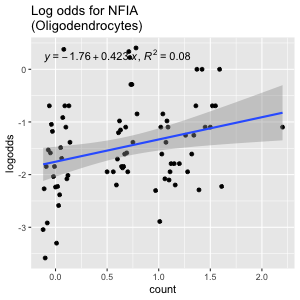 Log odds for NFIA
(Oligodendrocytes)
y = −1.76 + 0.423 x, R² = 0.08
0
-1
-2
-3
logodds
0.0 0.5 1.0 1.5 2.0
count